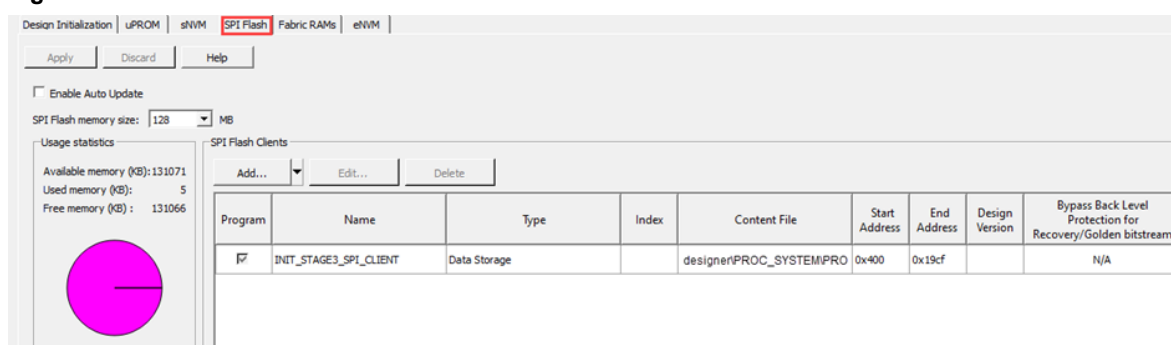 Design Initialization uPROM sNVM SPI Flash Fabric RAMs eNVM
Apply Discard Help
Enable Auto Update
SPI Flash memory size: 128 MB
Usage statistics
Available memory (KB): 131071
Used memory (KB): 5
Free memory (KB) : 131066
SPI Flash Clients
Add... Edit... Delete
Program Name Type Index Content File Start Address End Address Design Version Bypass Back Level Protection for Recovery/Golden bitstream
INIT_STAGE3_SPI_CLIENT Data Storage designer\PROC_SYSTEM\PRO 0x400 0x19cf N/A